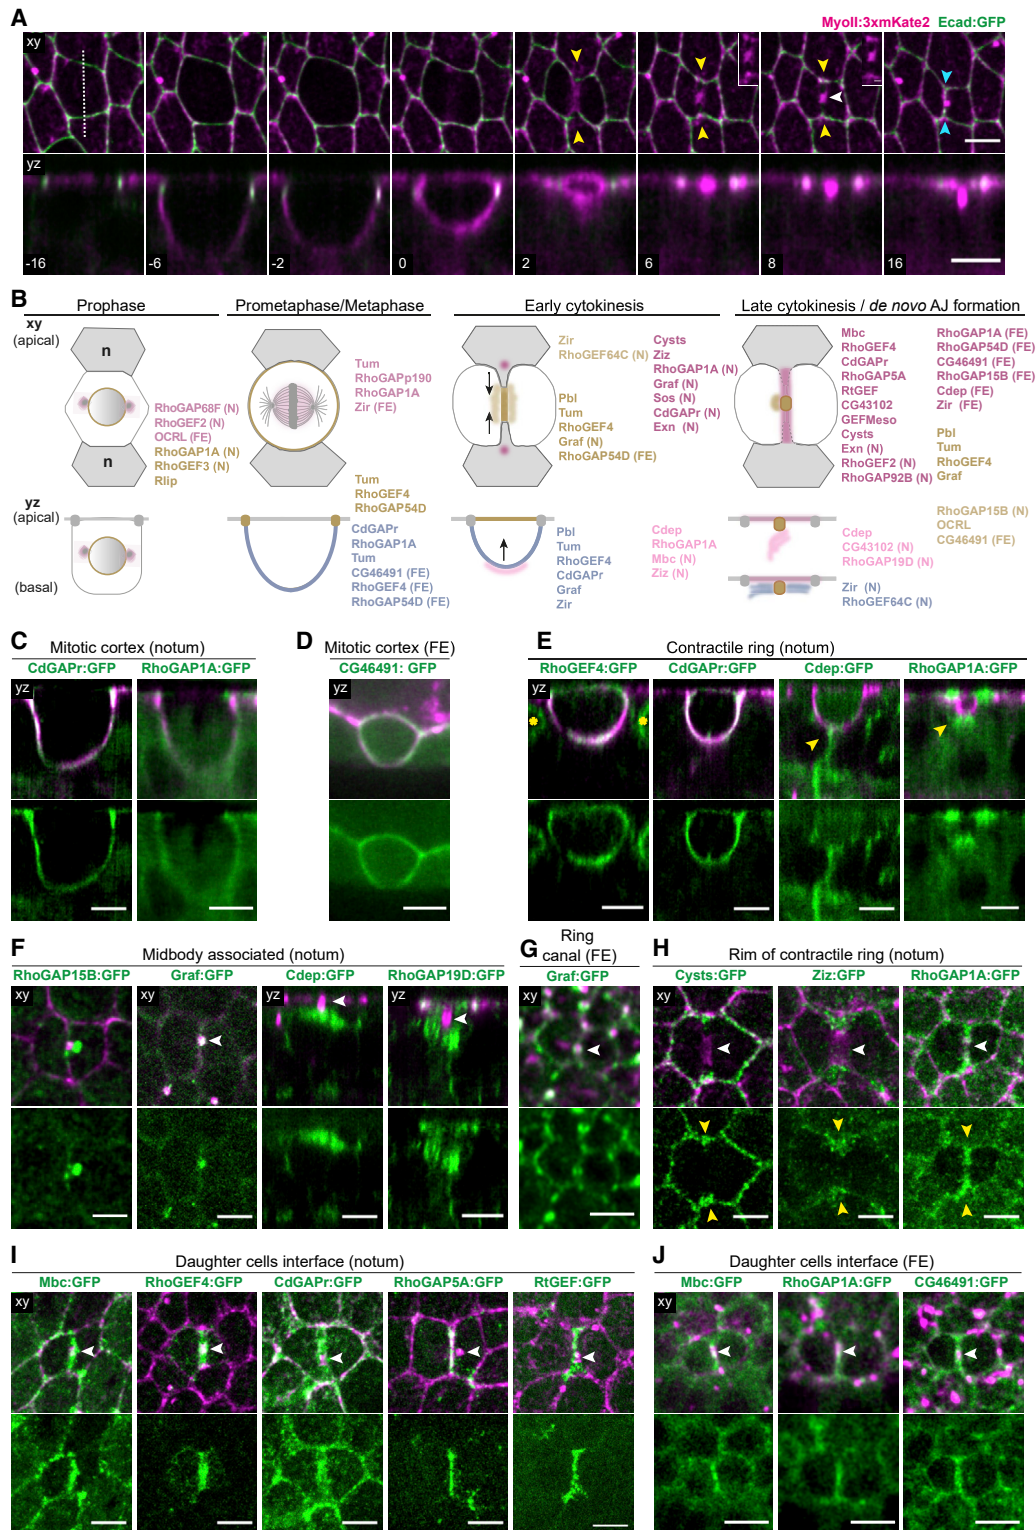 A
MyoII:3xmKate2 Ecad:GFP
xy
yz
-16 -6 -2 0 2 6 8 16
B
Prophase
Prometaphase/Metaphase
Early cytokinesis
Late cytokinesis / de novo AJ formation
xy
(apical)
n
n
RhoGAP68F (N)
RhoGEF2 (N)
OCRL (FE)
RhoGAP1A (N)
RhoGEF3 (N)
Rlip
Tum
RhoGAPp190
RhoGAP1A
Zir (FE)
Zir
RhoGEF64C (N)
Pbl
Tum
RhoGEF4
Graf (N)
RhoGAP54D (FE)
Cysts
Ziz
RhoGAP1A (N)
Graf (N)
Sos (N)
CdGAPr (N)
Exn (N)
Mbc
RhoGEF4
CdGAPr
RhoGAP5A
RtGEF
CG43102
GEFMeso
Cysts
Exn (N)
RhoGEF2 (N)
RhoGAP92B (N)
RhoGAP1A (FE)
RhoGAP54D (FE)
CG46491 (FE)
RhoGAP15B (FE)
Cdep (FE)
Zir (FE)
Pbl
Tum
RhoGEF4
Graf
yz
(apical)
(basal)
Tum
RhoGEF4
RhoGAP54D
CdGAPr
RhoGAP1A
Tum
CG46491 (FE)
RhoGEF4 (FE)
RhoGAP54D (FE)
Pbl
Tum
RhoGEF4
CdGAPr
Graf
Zir
Cdep
RhoGAP1A
Mbc (N)
Ziz (N)
Cdep
CG43102 (N)
RhoGAP19D (N)
Zir (N)
RhoGEF64C (N)
RhoGAP15B (N)
OCRL
CG46491 (FE)
C
Mitotic cortex (notum)
CdGAPr:GFP RhoGAP1A:GFP
yz
D
Mitotic cortex (FE)
CG46491: GFP
yz
E
Contractile ring (notum)
RhoGEF4:GFP CdGAPr:GFP Cdep:GFP RhoGAP1A:GFP
yz
F
Midbody associated (notum)
RhoGAP15B:GFP Graf:GFP Cdep:GFP RhoGAP19D:GFP
xy xy yz yz
G
Ring
canal (FE)
Graf:GFP
xy
H
Rim of contractile ring (notum)
Cysts:GFP Ziz:GFP RhoGAP1A:GFP
xy
I
Daughter cells interface (notum)
Mbc:GFP RhoGEF4:GFP CdGAPr:GFP RhoGAP5A:GFP RtGEF:GFP
xy
J
Daughter cells interface (FE)
Mbc:GFP RhoGAP1A:GFP CG46491:GFP
xy